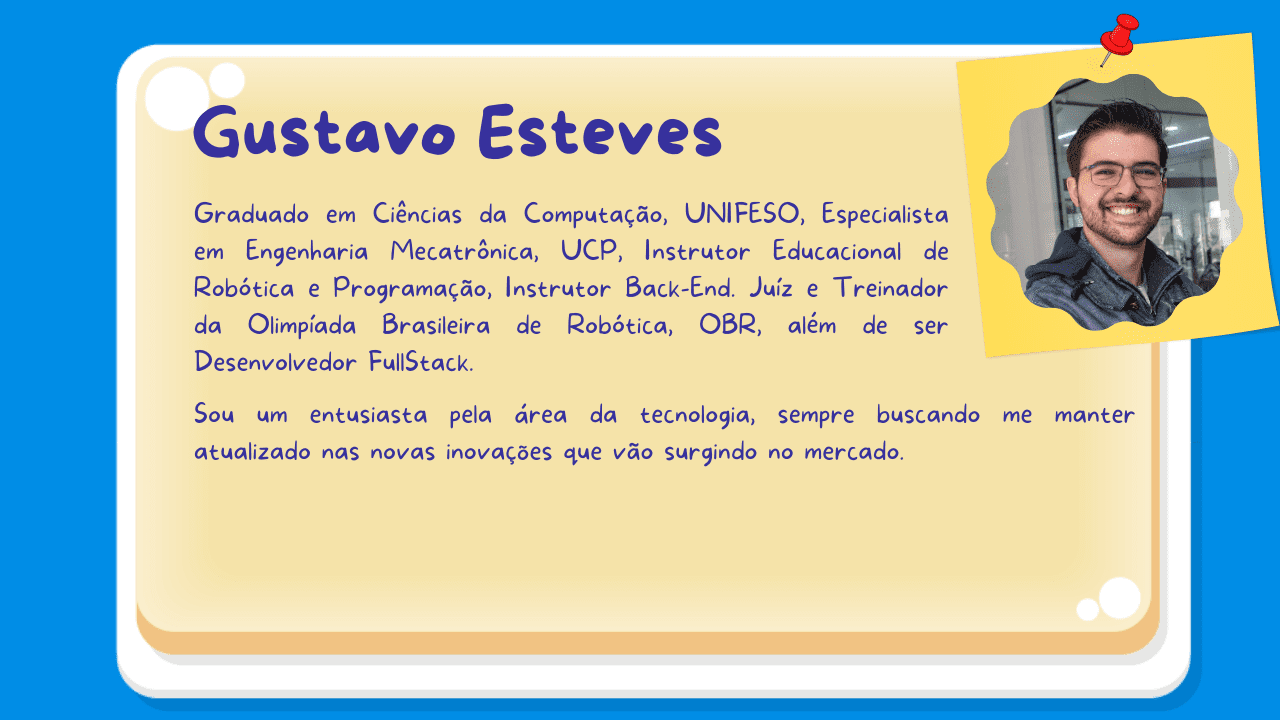 Gustavo Esteves
Graduado em Ciências da Computação, UNIFESO, Especialista
em Engenharia Mecatrônica, UCP, Instrutor Educacional de
Robótica e Programação, Instrutor Back-End. Juíz e Treinador
da Olimpíada Brasileira de Robótica, OBR, além de ser
Desenvolvedor FullStack.
Sou um entusiasta pela área da tecnologia, sempre buscando me manter
atualizado nas novas inovações que vão surgindo no mercado.